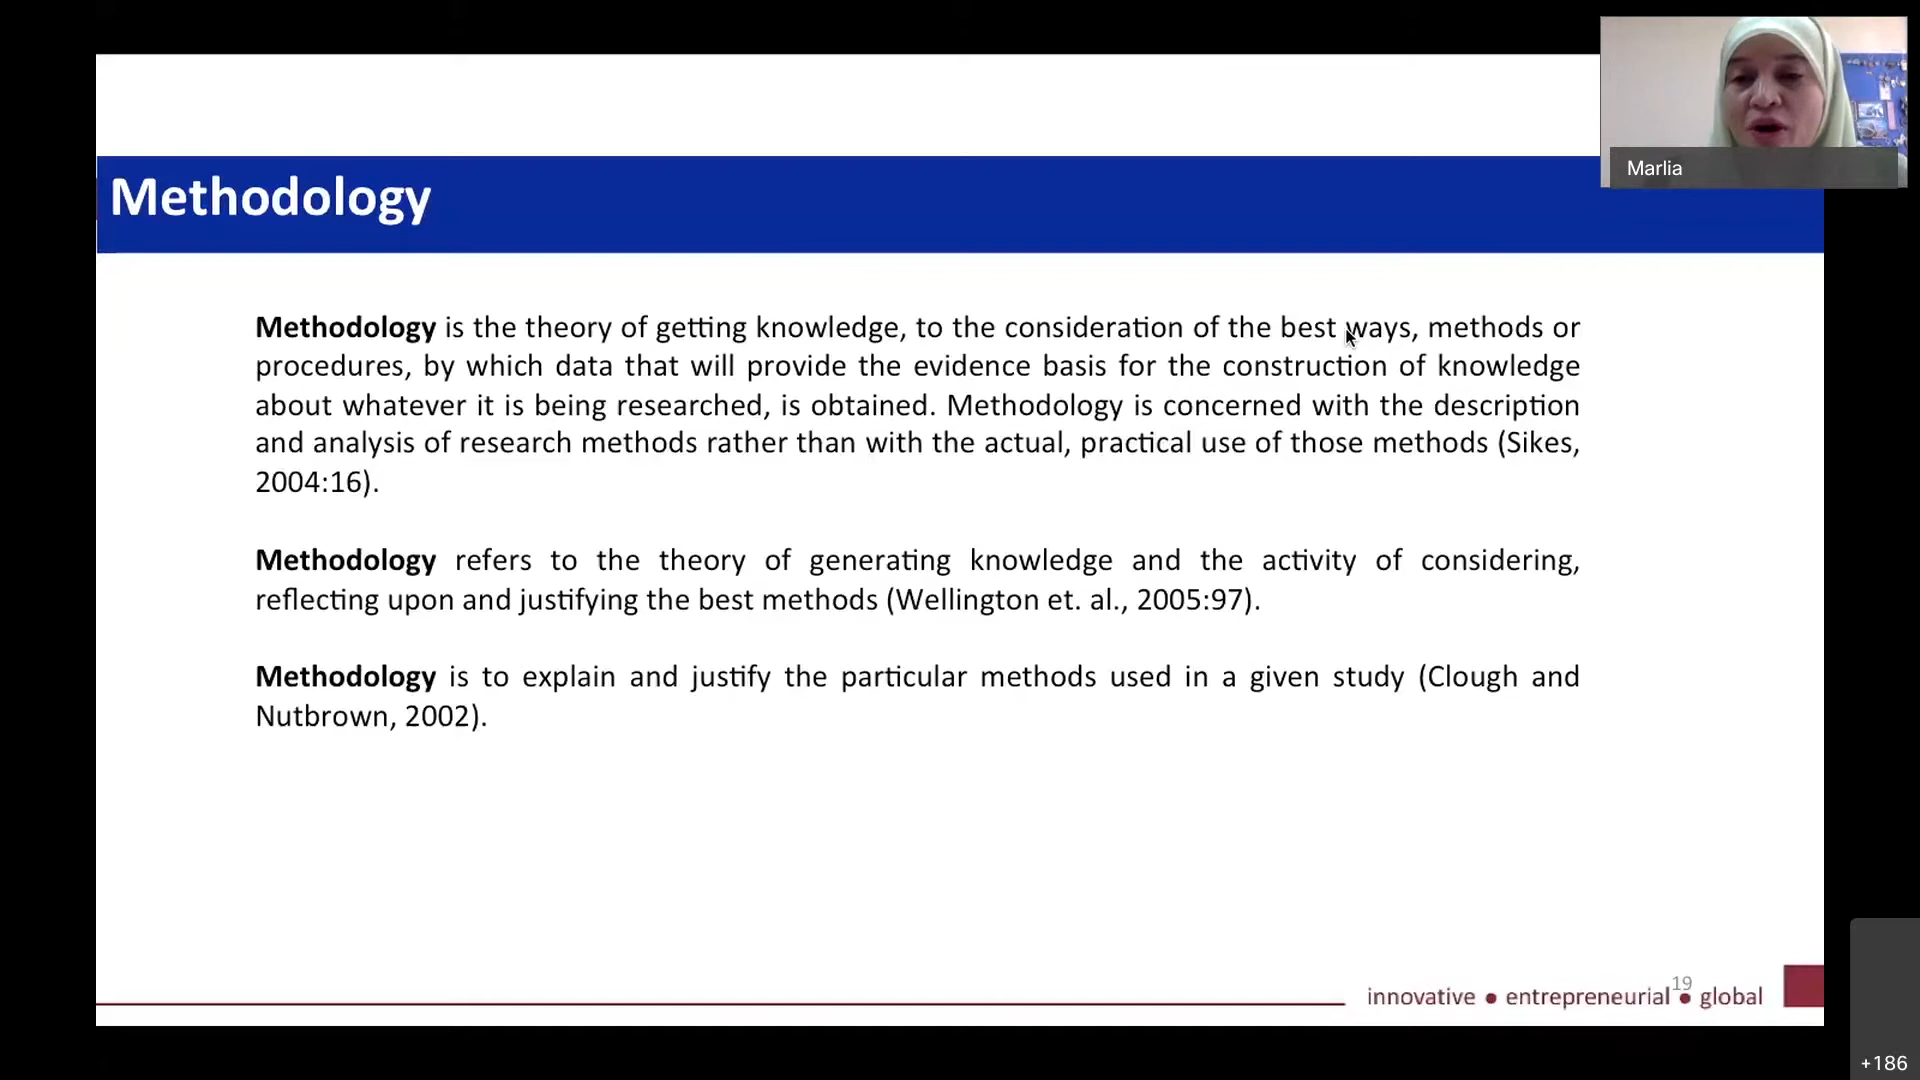 Marlia
Methodology
Methodology is the theory of getting knowledge, to the consideration of the best ways, methods or
procedures, by which data that will provide the evidence basis for the construction of knowledge
about whatever it is being researched, is obtained. Methodology is concerned with the description
and analysis of research methods rather than with the actual, practical use of those methods (Sikes,
2004:16).
Methodology refers to the theory of generating knowledge and the activity of considering,
reflecting upon and justifying the best methods (Wellington et. al., 2005:97).
Methodology is to explain and justify the particular methods used in a given study (Clough and
Nutbrown, 2002).
19
innovative ● entrepreneurial ● global
+186